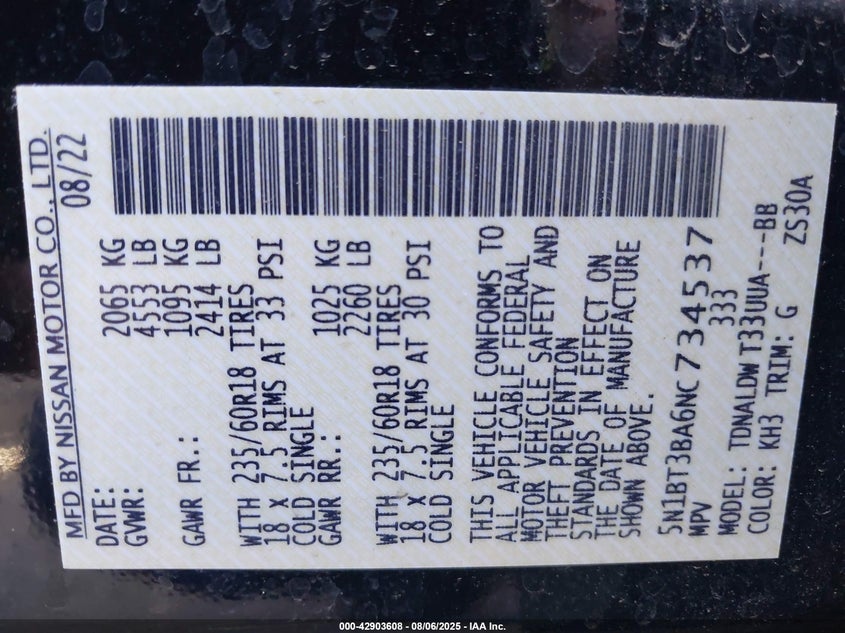 MFD BY NISSAN MOTOR CO., LTD.
DATE: 08/22
GVWR: 2065 KG
4553 LB
GAWR FR.: 1095 KG
2414 LB
WITH 235/60R18 TIRES
18 x 7.5 RIMS AT 33 PSI
COLD SINGLE
GAWR RR.: 1025 KG
2260 LB
WITH 235/60R18 TIRES
18 x 7.5 RIMS AT 30 PSI
COLD SINGLE
THIS VEHICLE CONFORMS TO
ALL APPLICABLE FEDERAL
MOTOR VEHICLE SAFETY AND
THEFT PREVENTION
STANDARDS IN EFFECT ON
THE DATE OF MANUFACTURE
SHOWN ABOVE.
5N1BT3BA6NC734537
MPV 333
MODEL: TDNALDW T33UUA---BB
COLOR: KH3 TRIM: G ZS30A
000-42903608 - 08/06/2025 - IAA Inc.